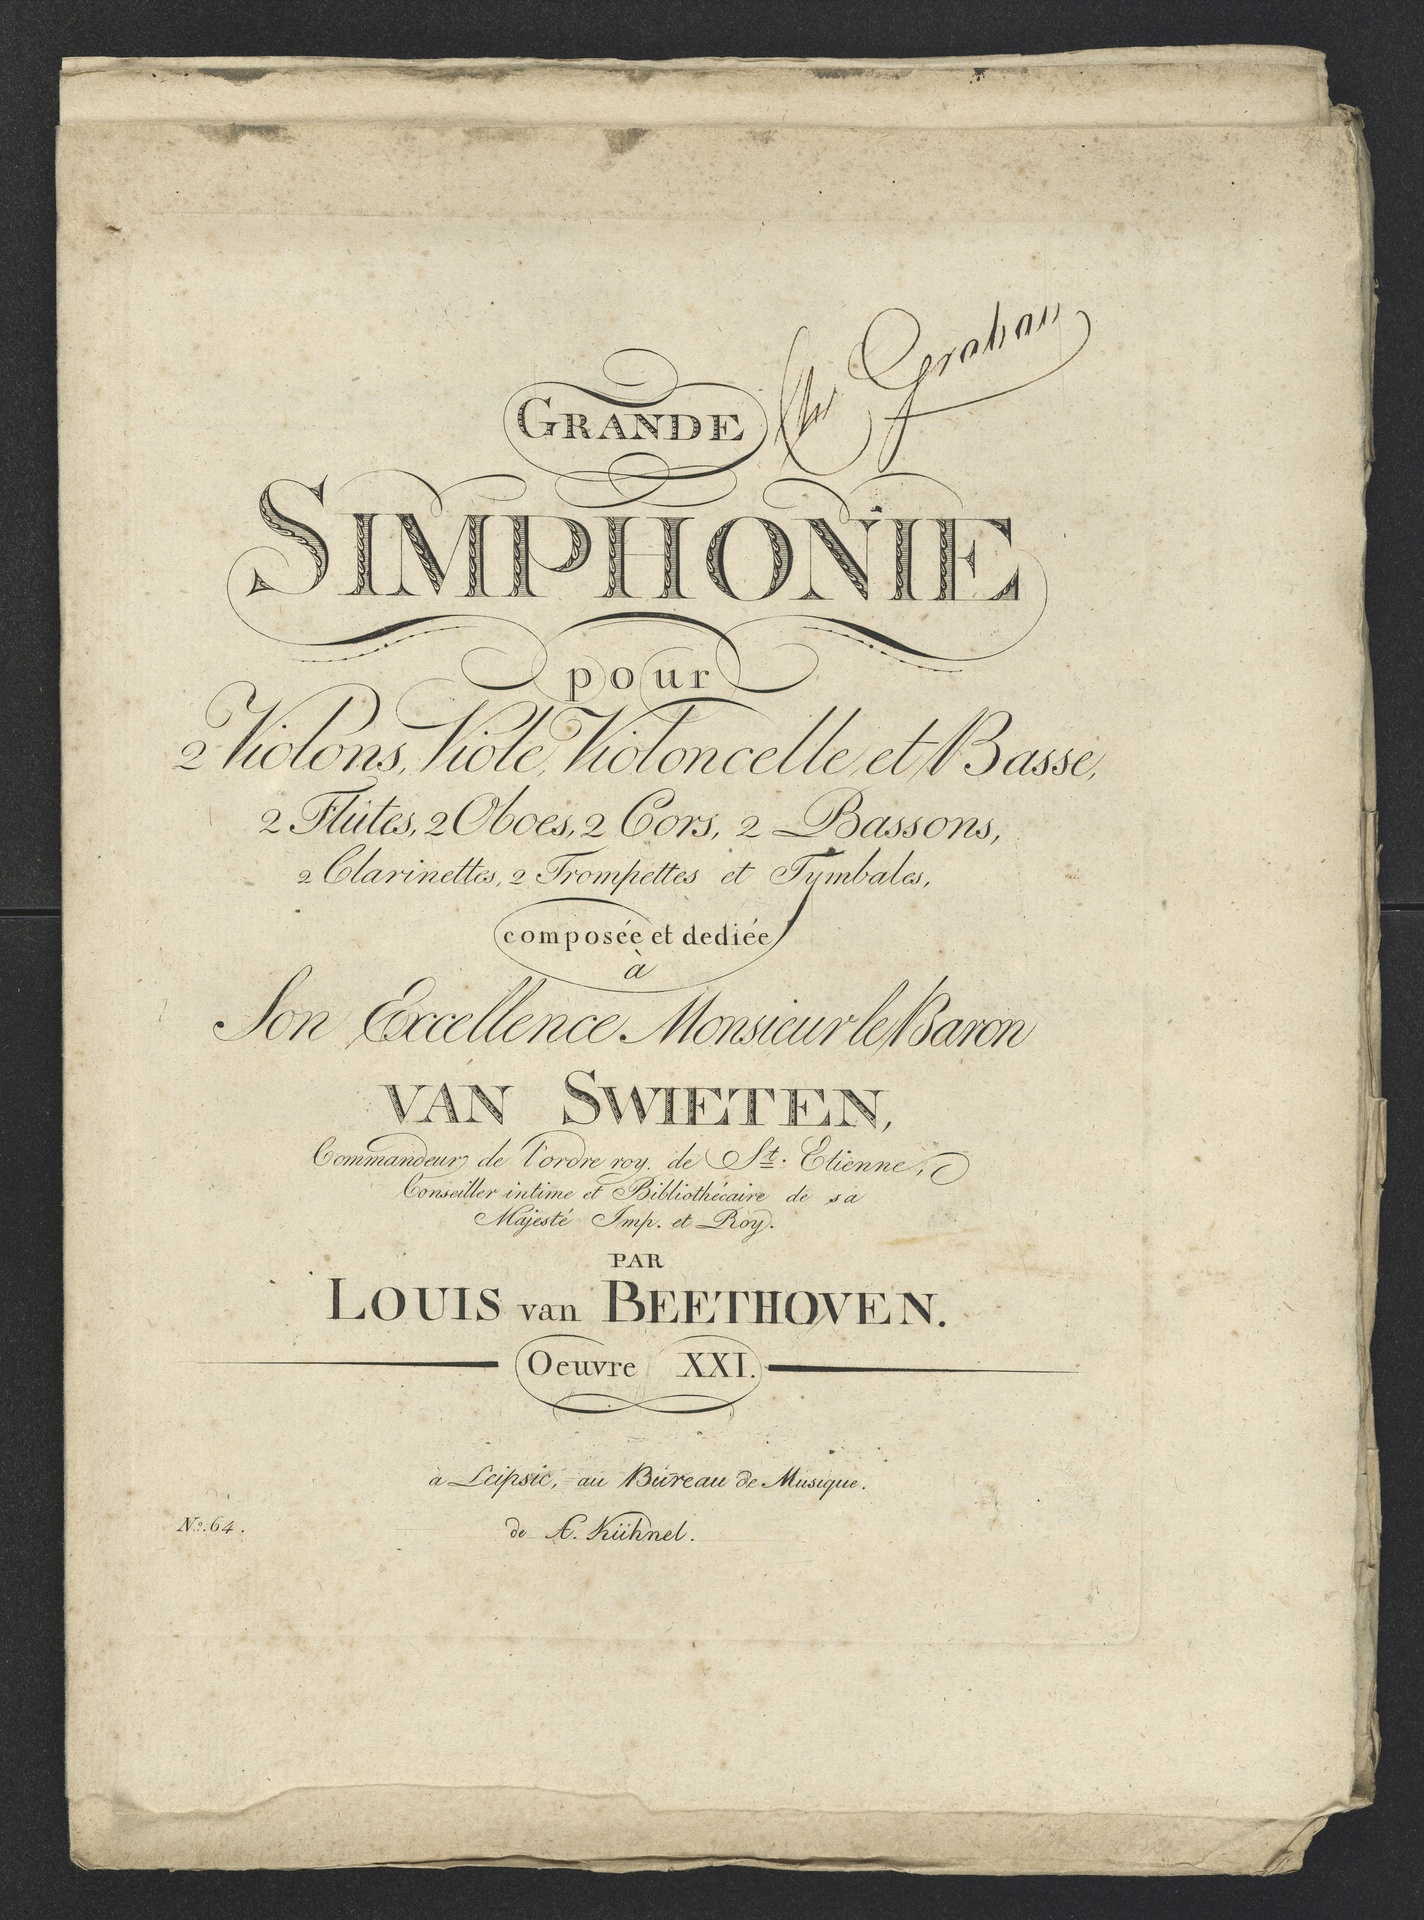 Graham
GRANDE
SIMPHONIE
pour
2 Violons, Viole, Violoncelle et Basse,
2 Flûtes, 2 Oboes, 2 Cors, 2 Bassons,
2 Clarinettes, 2 Trompettes et Tymbales,
composée et dediée
à
Son Excellence Monsieur le Baron
VAN SWIETEN,
Commandeur de l'ordre roy. de St. Etienne,
Conseiller intime et Bibliothécaire de sa
Majesté Imp. et Roy.
PAR
LOUIS van BEETHOVEN.
Oeuvre XXI.
à Leipsic, au Bureau de Musique.
de A. Kühnel.
No. 64.